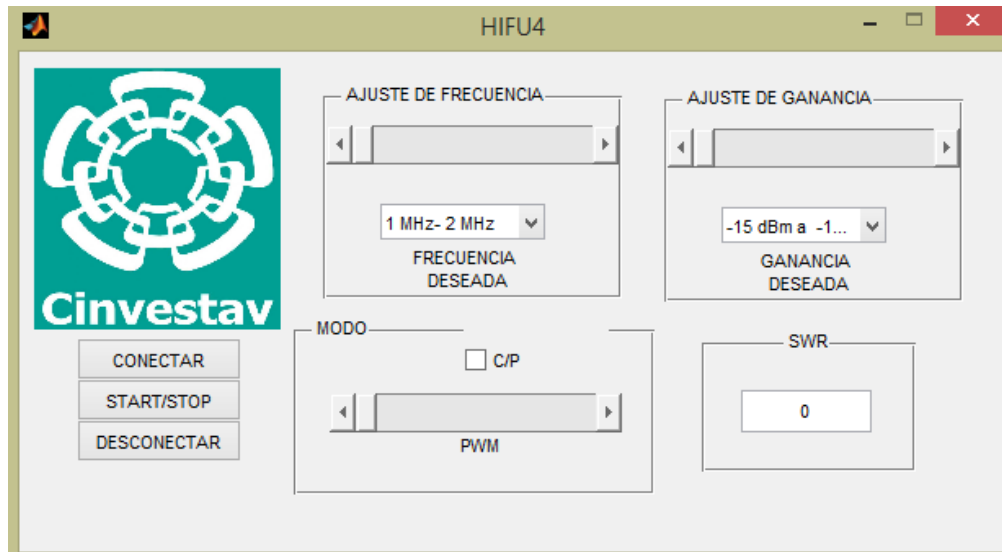 HIFU4
Cinvestav
CONECTAR
START/STOP
DESCONECTAR
AJUSTE DE FRECUENCIA
1 MHz- 2 MHz
FRECUENCIA
DESEADA
AJUSTE DE GANANCIA
-15 dBm a -1...
GANANCIA
DESEADA
MODO
C/P
PWM
SWR
0